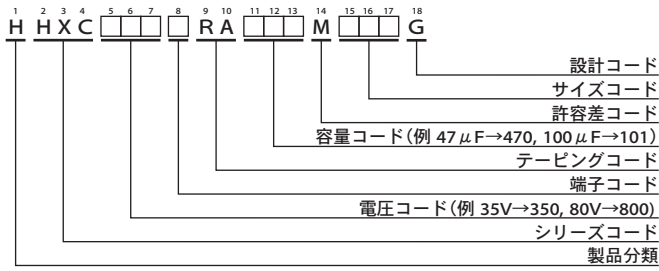 1 2 3 4 5 6 7 8 9 10 11 12 13 14 15 16 17 18
H HXC□□□□RA□□□M□□□G
設計コード
サイズコード
許容差コード
容量コード(例 47μF→470, 100μF→101)
テーピングコード
端子コード
電圧コード(例 35V→350, 80V→800)
シリーズコード
製品分類